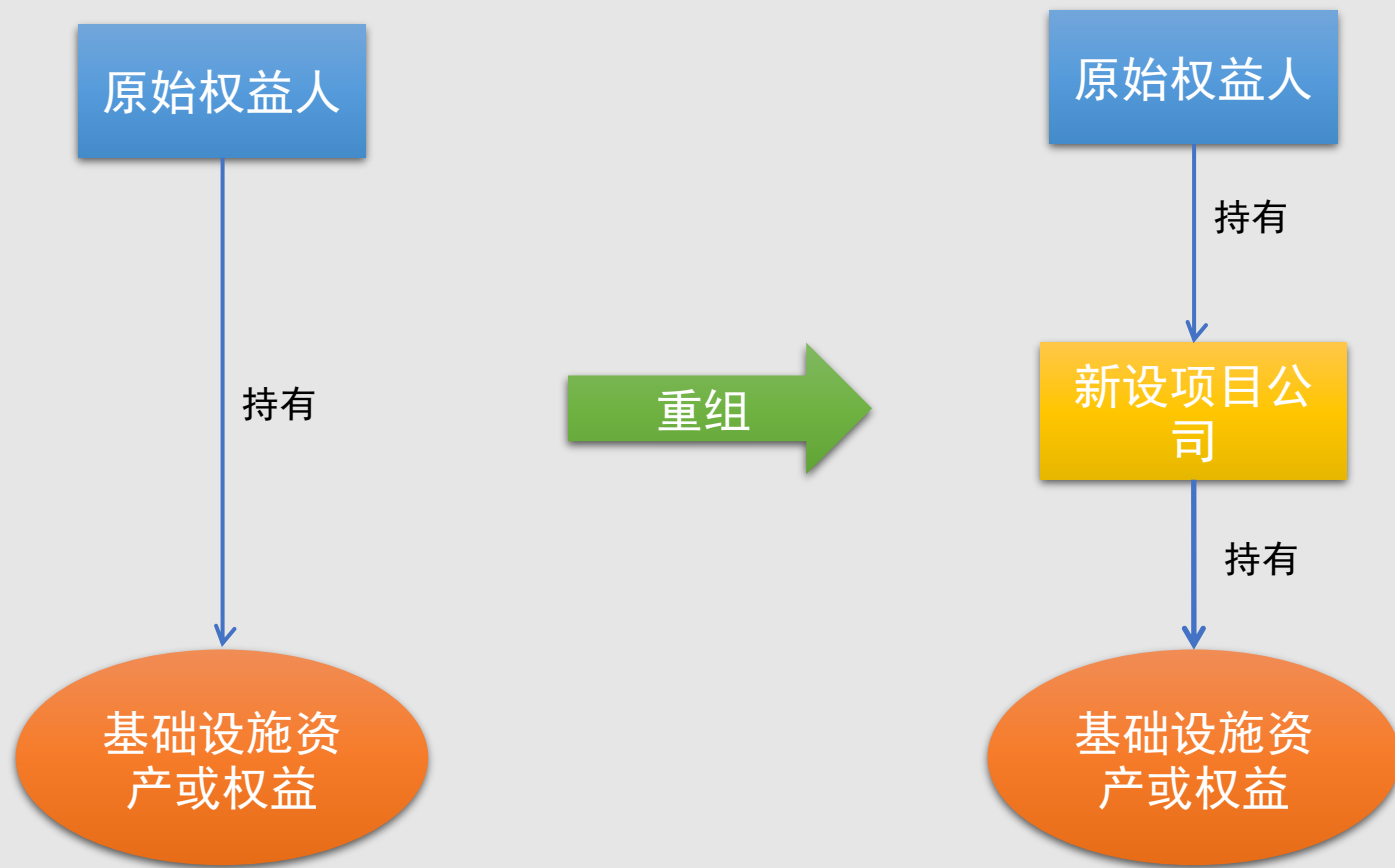 原始权益人
持有
基础设施资
产或权益
重组
原始权益人
持有
新设项目公
司
持有
基础设施资
产或权益